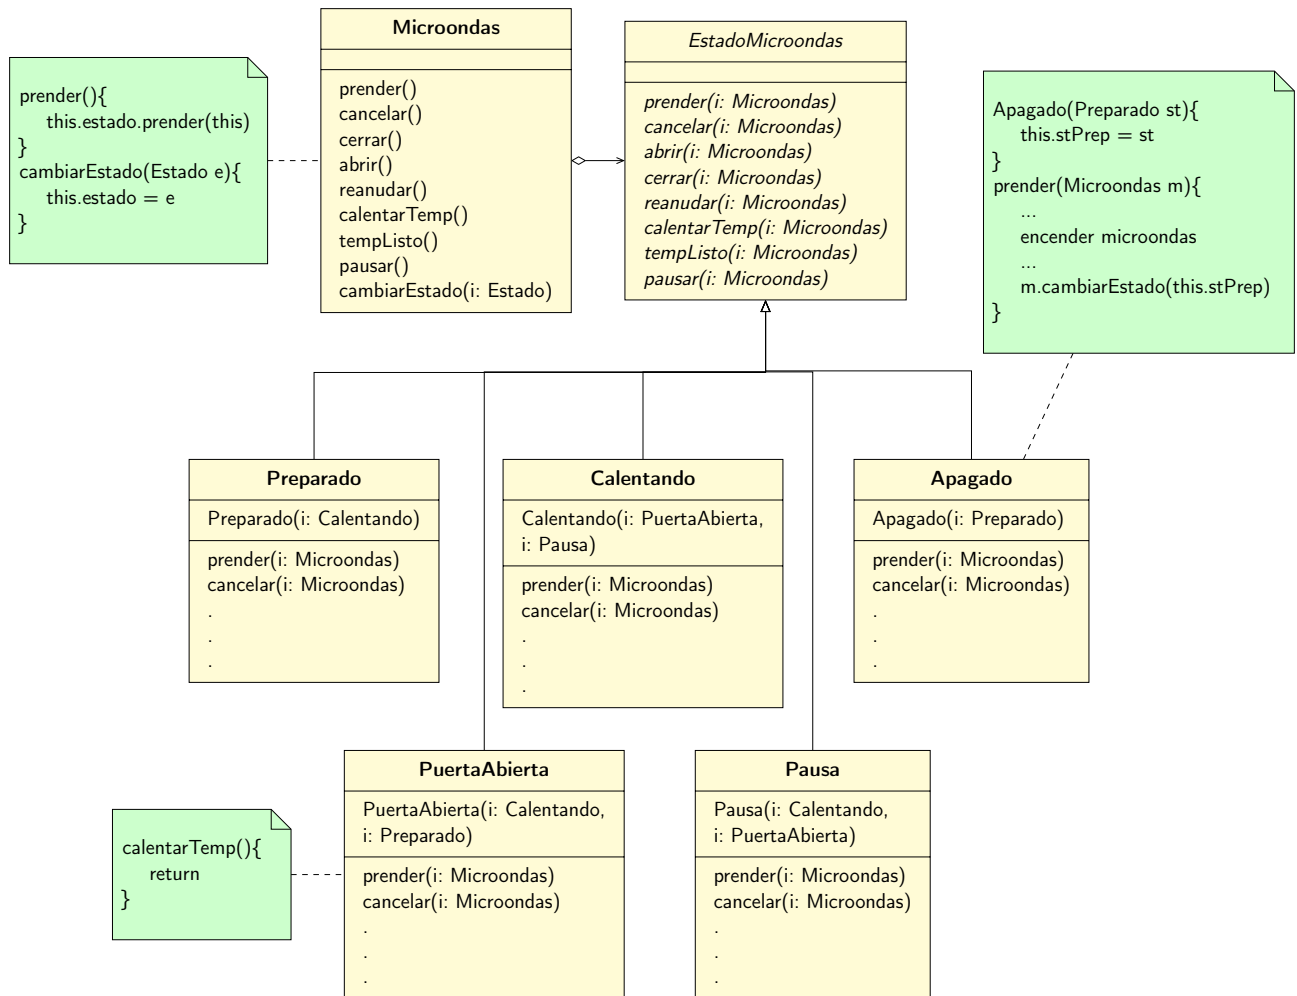 prender(){
this.estado.prender(this)
}
cambiarEstado(Estado e){
this.estado = e
}
Microondas
prender()
cancelar()
cerrar()
abrir()
reanudar()
calentarTemp()
tempListo()
pausar()
cambiarEstado(i: Estado)
EstadoMicroondas
prender(i: Microondas)
cancelar(i: Microondas)
abrir(i: Microondas)
cerrar(i: Microondas)
reanudar(i: Microondas)
calentarTemp(i: Microondas)
tempListo(i: Microondas)
pausar(i: Microondas)
Apagado(Preparado st){
this.stPrep = st
}
prender(Microondas m){
...
encender microondas
...
m.cambiarEstado(this.stPrep)
}
Preparado
Preparado(i: Calentando)
prender(i: Microondas)
cancelar(i: Microondas)
.
.
.
Calentando
Calentando(i: PuertaAbierta,
i: Pausa)
prender(i: Microondas)
cancelar(i: Microondas)
.
.
.
Apagado
Apagado(i: Preparado)
prender(i: Microondas)
cancelar(i: Microondas)
.
.
.
calentarTemp(){
return
}
PuertaAbierta
PuertaAbierta(i: Calentando,
i: Preparado)
prender(i: Microondas)
cancelar(i: Microondas)
.
.
.
Pausa
Pausa(i: Calentando,
i: PuertaAbierta)
prender(i: Microondas)
cancelar(i: Microondas)
.
.
.